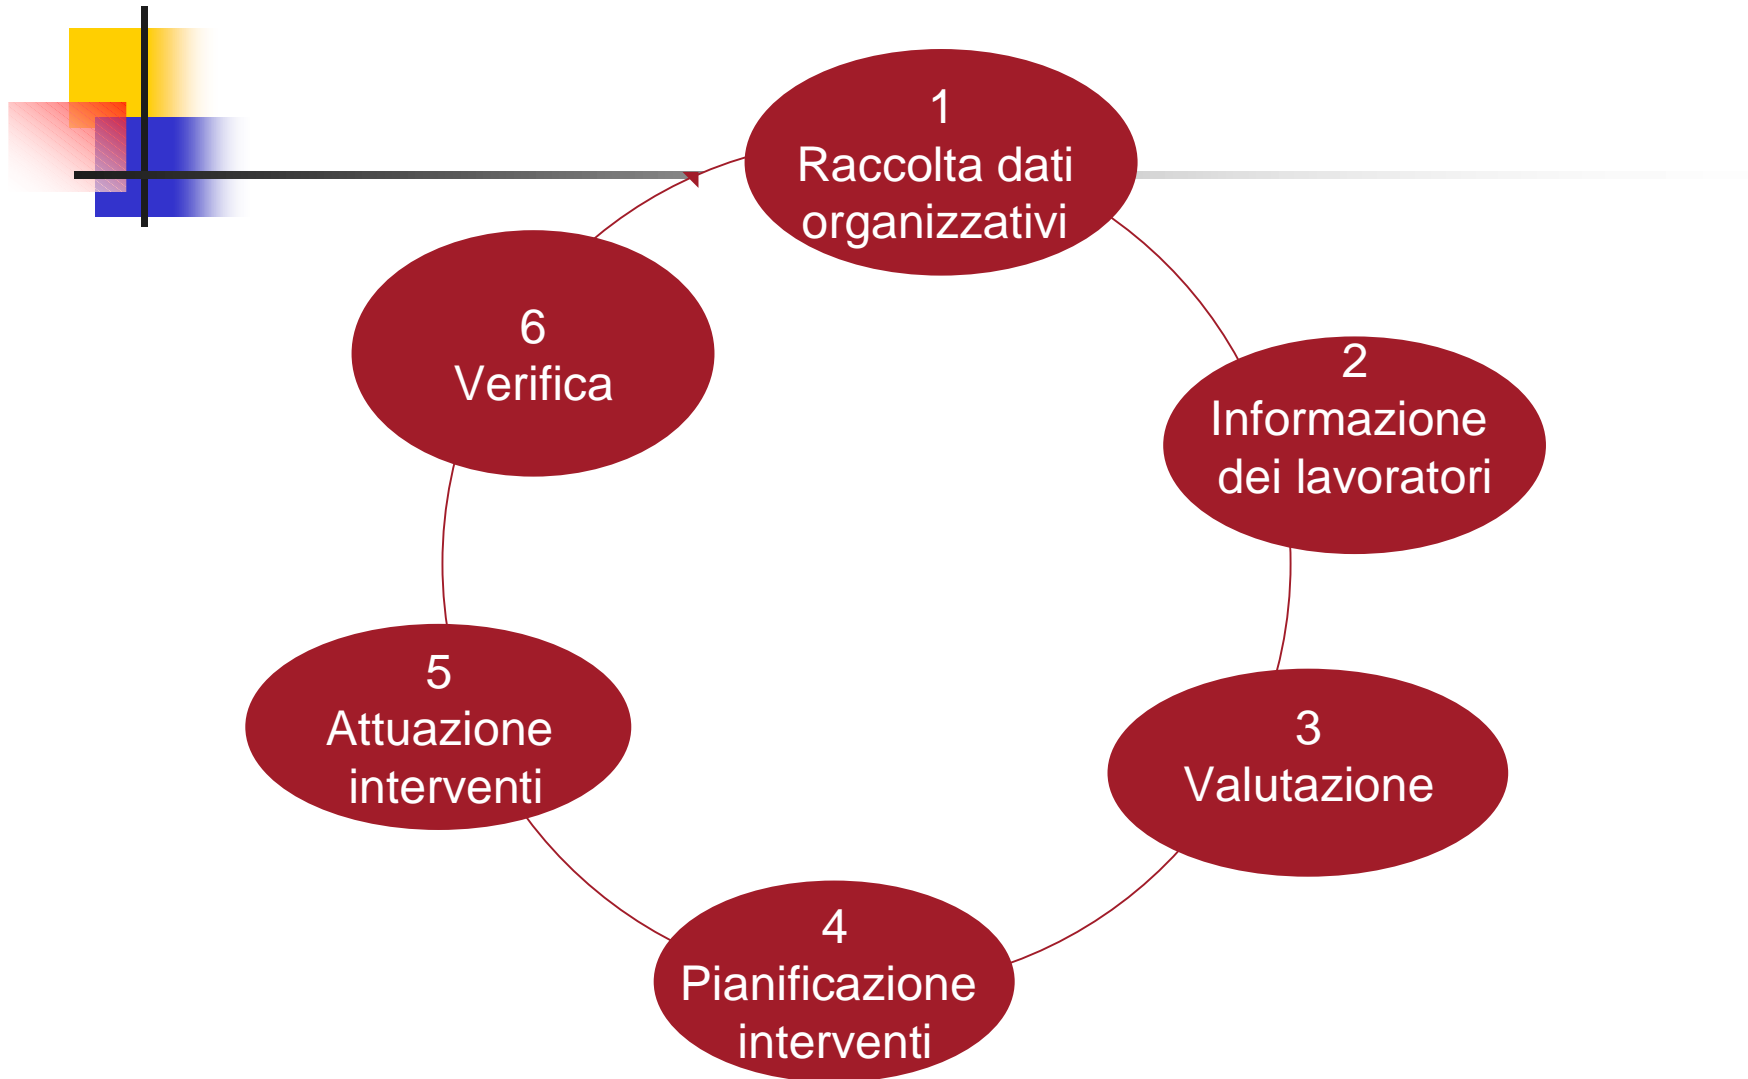 1
Raccolta dati
organizzativi
2
Informazione
dei lavoratori
3
Valutazione
4
Pianificazione
interventi
5
Attuazione
interventi
6
Verifica